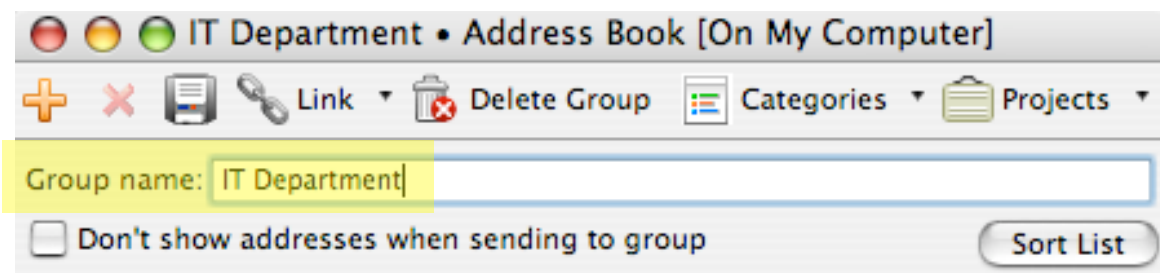 IT Department • Address Book [On My Computer]
Link Delete Group Categories Projects
Group name: IT Department
Don't show addresses when sending to group Sort List